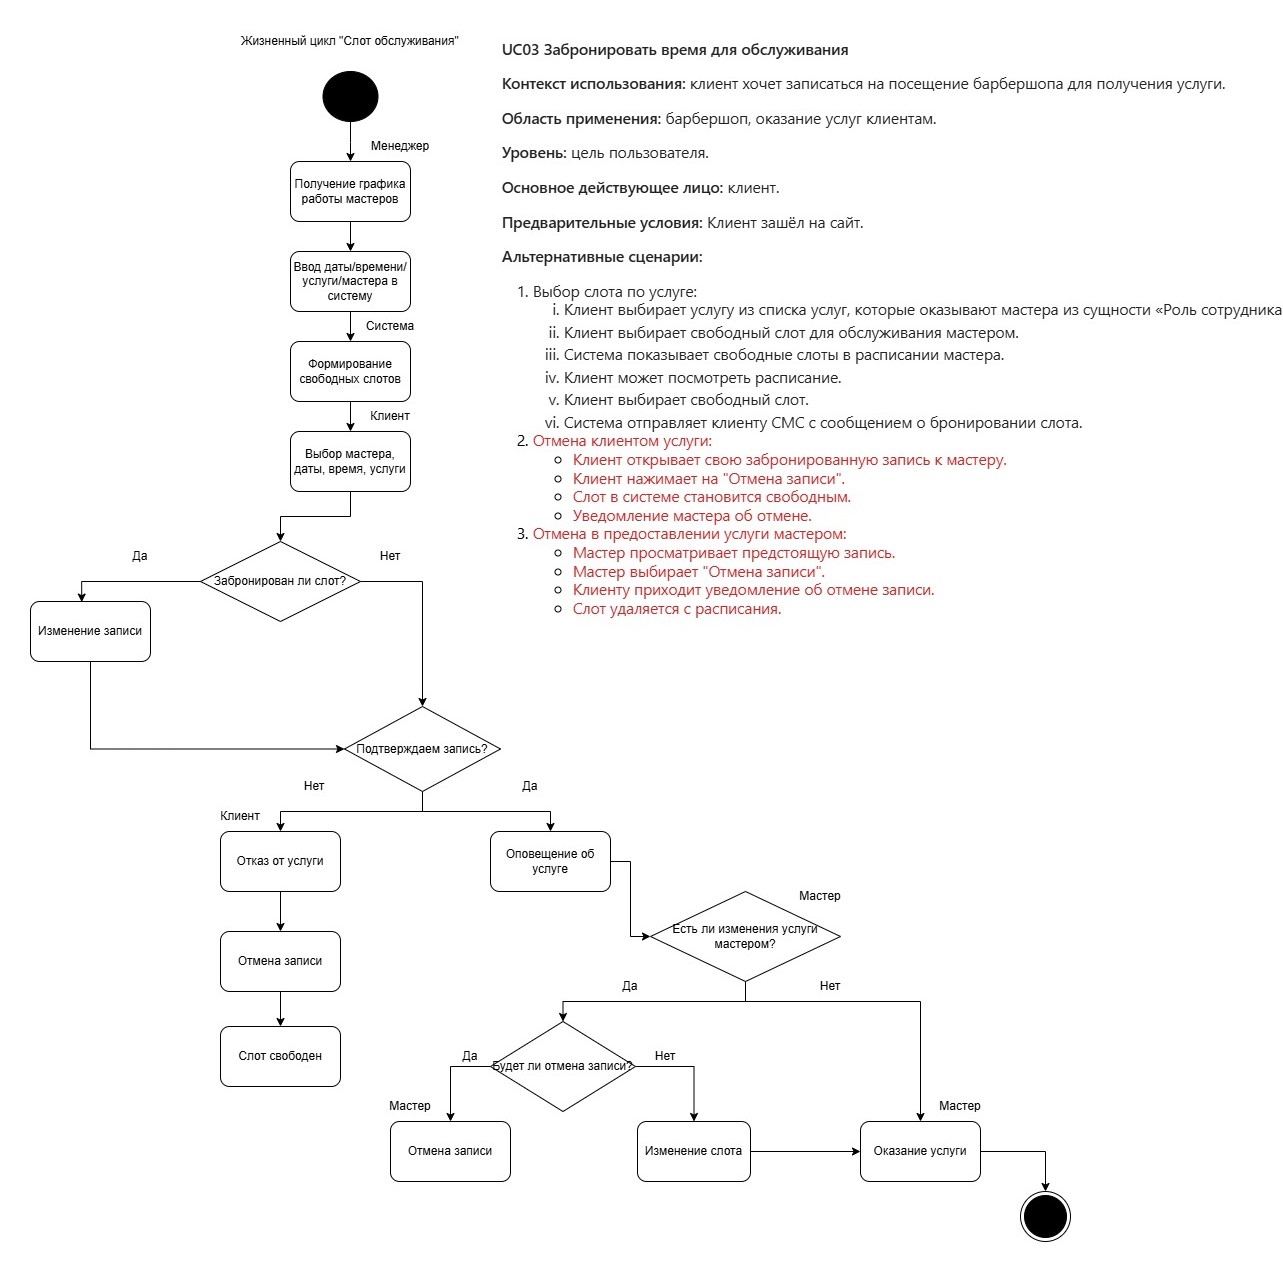 Жизненный цикл "Слот обслуживания"
Менеджер
Получение графика
работы мастеров
Ввод даты/времени/
услуги/мастера в
систему
Система
Формирование
свободных слотов
Клиент
Выбор мастера,
даты, время, услуги
Да
Нет
Забронирован ли слот?
Изменение записи
Подтверждаем запись?
Нет
Да
Клиент
Отказ от услуги
Оповещение об
услуге
Мастер
Есть ли изменения услуги
мастером?
Отмена записи
Да
Нет
Слот свободен
Да
Будет ли отмена записи?
Нет
Мастер
Мастер
Отмена записи
Изменение слота
Оказание услуги
UC03 Забронировать время для обслуживания
Контекст использования: клиент хочет записаться на посещение барбершопа для получения услуги.
Область применения: барбершоп, оказание услуг клиентам.
Уровень: цель пользователя.
Основное действующее лицо: клиент.
Предварительные условия: Клиент зашёл на сайт.
Альтернативные сценарии:
1. Выбор слота по услуге:
i. Клиент выбирает услугу из списка услуг, которые оказывают мастера из сущности «Роль сотрудника
ii. Клиент выбирает свободный слот для обслуживания мастером.
iii. Система показывает свободные слоты в расписании мастера.
iv. Клиент может посмотреть расписание.
v. Клиент выбирает свободный слот.
vi. Система отправляет клиенту СМС с сообщением о бронировании слота.
2. Отмена клиентом услуги:
Клиент открывает свою забронированную запись к мастеру.
Клиент нажимает на "Отмена записи".
Слот в системе становится свободным.
Уведомление мастера об отмене.
3. Отмена в предоставлении услуги мастером:
Мастер просматривает предстоящую запись.
Мастер выбирает "Отмена записи".
Клиенту приходит уведомление об отмене записи.
Слот удаляется с расписания.